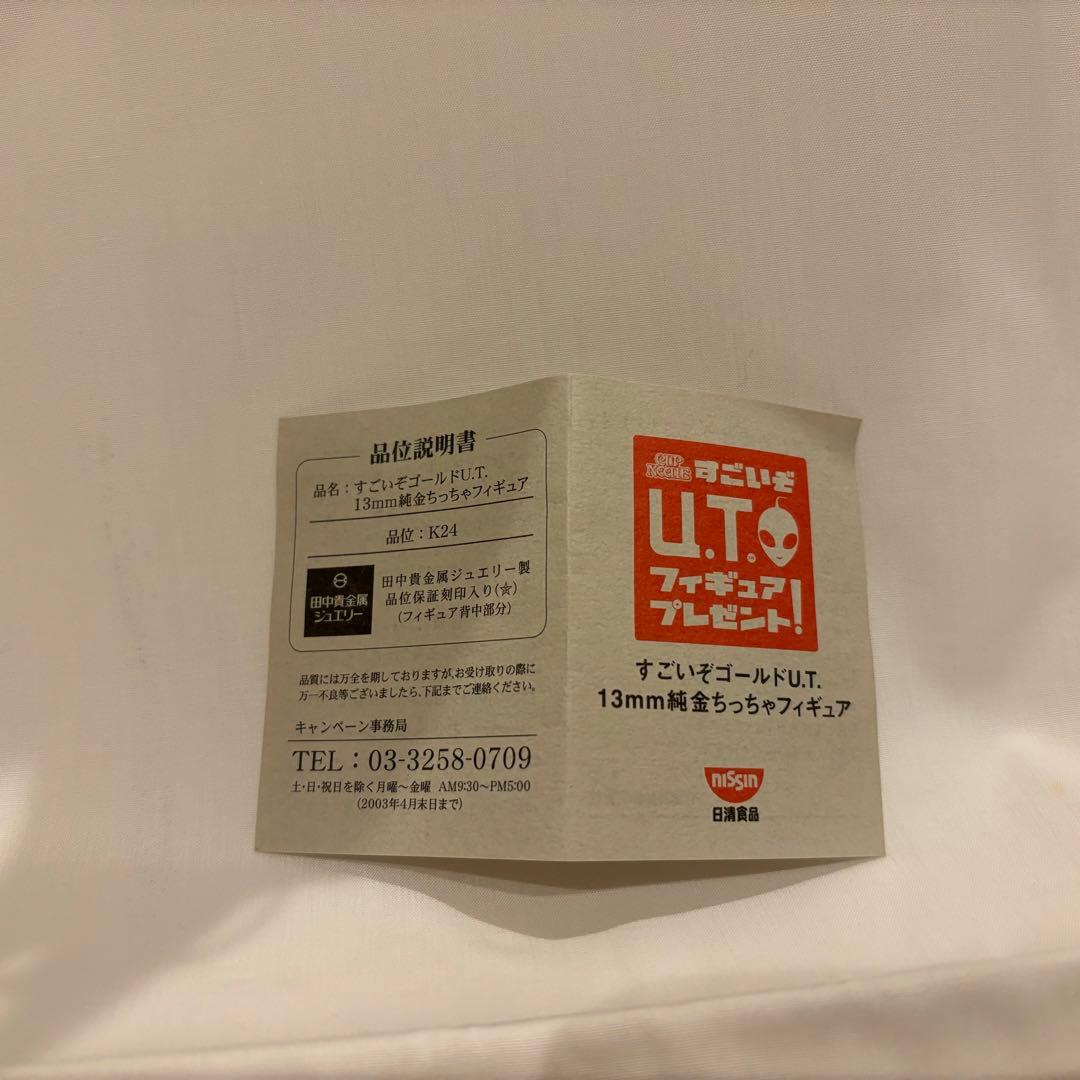 品位説明書
品名：すごいぞゴールドU.T.
13mm純金ちっちゃフィギュア
品位：K24
田中貴金属
ジュエリー
田中貴金属ジュエリー製
品位保証刻印入り(☆)
(フィギュア背中部分)
品質には万全を期しておりますが、お受け取りの際に
万一不良等ございましたら、下記までご連絡ください。
キャンペーン事務局
TEL：03-3258-0709
土・日・祝日を除く月曜〜金曜 AM9:30〜PM5:00
(2003年4月末日まで)
CUP
NOODLE
すごいぞ
U.T.
フィギュア
プレゼント!
すごいぞゴールドU.T.
13mm純金ちっちゃフィギュア
NISSIN
日清食品